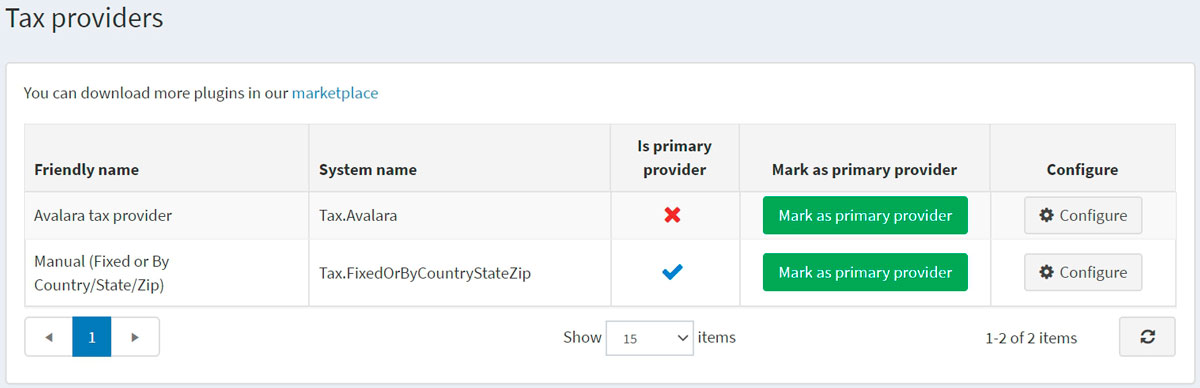 Tax providers
You can download more plugins in our marketplace
Is primary
Friendly name System name provider Mark as primary provider Configure
Avalara tax provider Tax.Avalara Mark as primary provider Configure
Manual (Fixed or By
Country/State/Zip) Tax.FixedOrByCountryStateZip Mark as primary provider Configure
1 Show 15 items 1-2 of 2 items